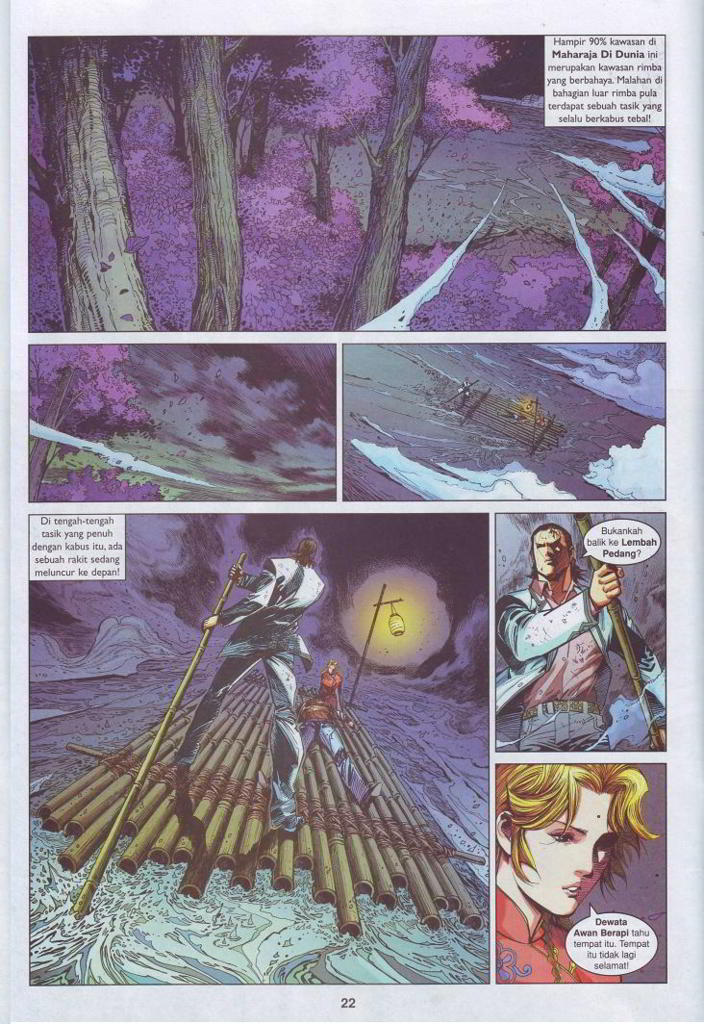 Hampir 90% kawasan di
Maharaja Di Dunia ini
merupakan kawasan rimba
yang berbahaya. Malahan di
bahagian luar rimba pula
terdapat sebuah tasik yang
selalu berkabus tebal!
Di tengah-tengah
tasik yang penuh
dengan kabus itu, ada
sebuah rakit sedang
meluncur ke depan!
Bukankah
balik ke Lembah
Pedang?
Dewata
Awan Berapi tahu
tempat itu. Tempat
itu tidak lagi
selamat!
22